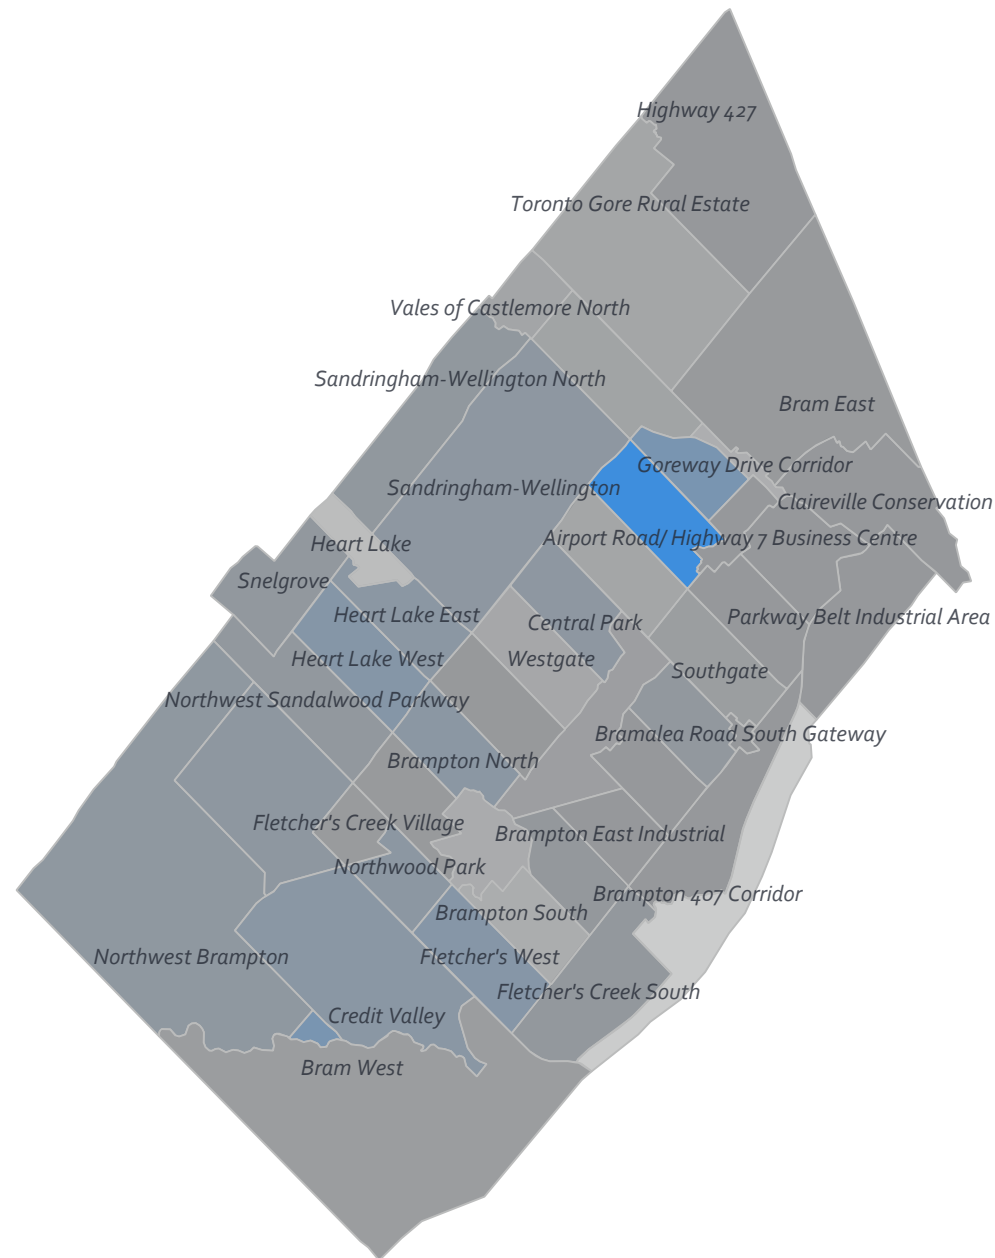 Highway 427
Toronto Gore Rural Estate
Vales of Castlemore North
Sandringham-Wellington North
Bram East
Goreway Drive Corridor
Sandringham-Wellington
Claireville Conservation
Airport Road/ Highway 7 Business Centre
Heart Lake
Snelgrove
Heart Lake East
Central Park
Parkway Belt Industrial Area
Heart Lake West
Westgate
Southgate
Northwest Sandalwood Parkway
Bramalea Road South Gateway
Brampton North
Fletcher's Creek Village
Brampton East Industrial
Northwood Park
Brampton 407 Corridor
Brampton South
Northwest Brampton
Fletcher's West
Fletcher's Creek South
Credit Valley
Bram West